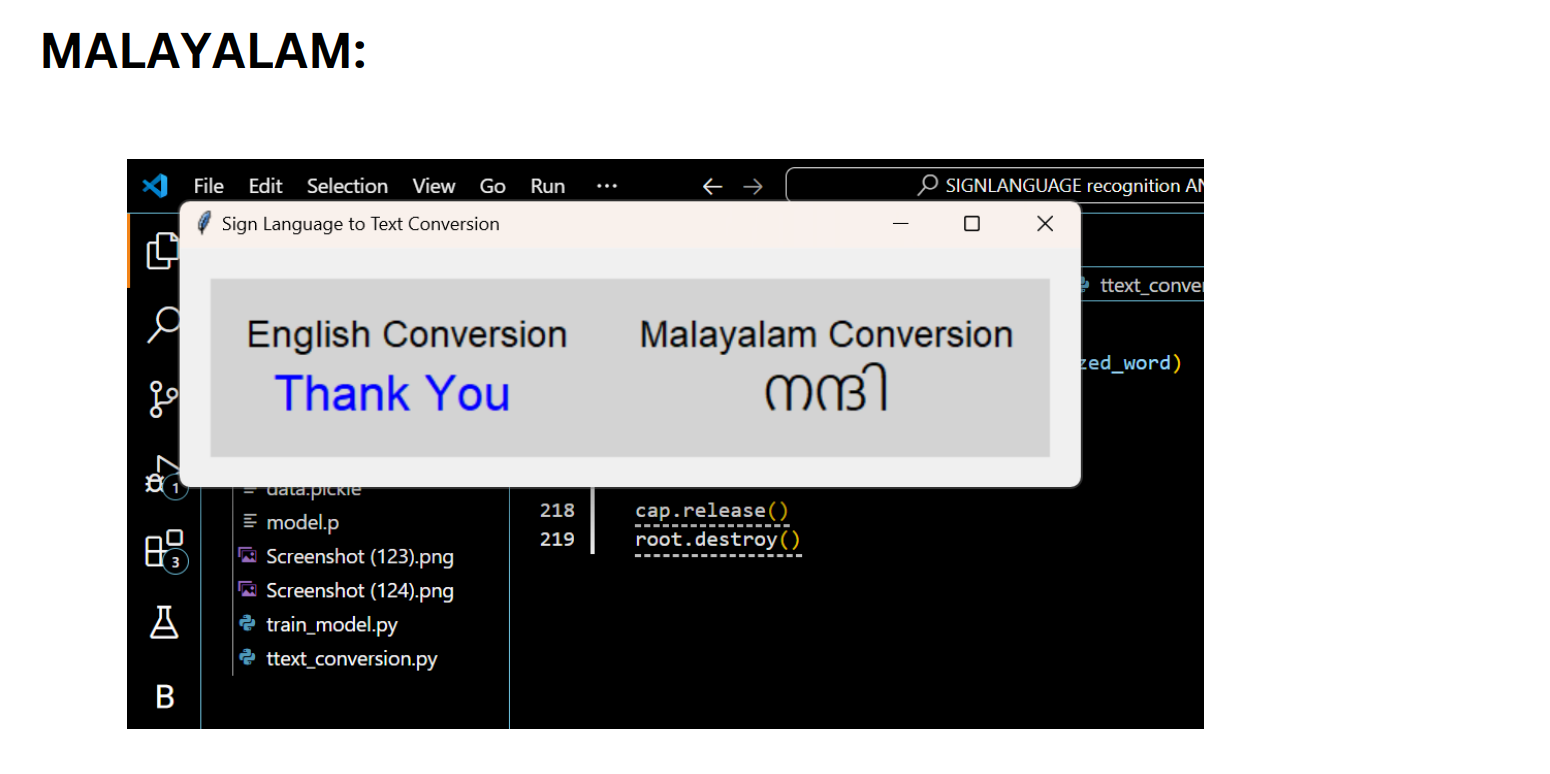 MALAYALAM:
File Edit Selection View Go Run ··· SIGNLANGUAGE recognition AN
Sign Language to Text Conversion
ttext_conve
English Conversion Malayalam Conversion
zed_word)
Thank You നന്ദി
1
data.pickle
218 cap.release()
model.p
219 root.destroy()
3
Screenshot (123).png
Screenshot (124).png
train_model.py
ttext_conversion.py
B